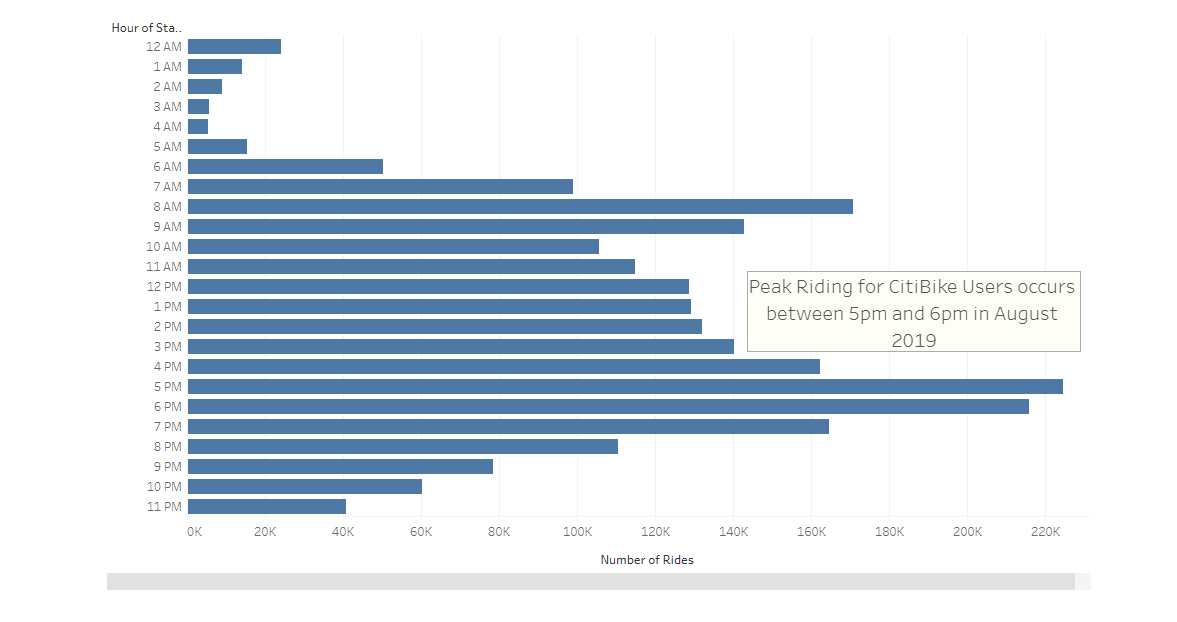 Hour of Sta..
12 AM
1 AM
2 AM
3 AM
4 AM
5 AM
6 AM
7 AM
8 AM
9 AM
10 AM
11 AM
12 PM
1 PM
2 PM
3 PM
4 PM
5 PM
6 PM
7 PM
8 PM
9 PM
10 PM
11 PM
Peak Riding for CitiBike Users occurs
between 5pm and 6pm in August
2019
0K 20K 40K 60K 80K 100K 120K 140K 160K 180K 200K 220K
Number of Rides